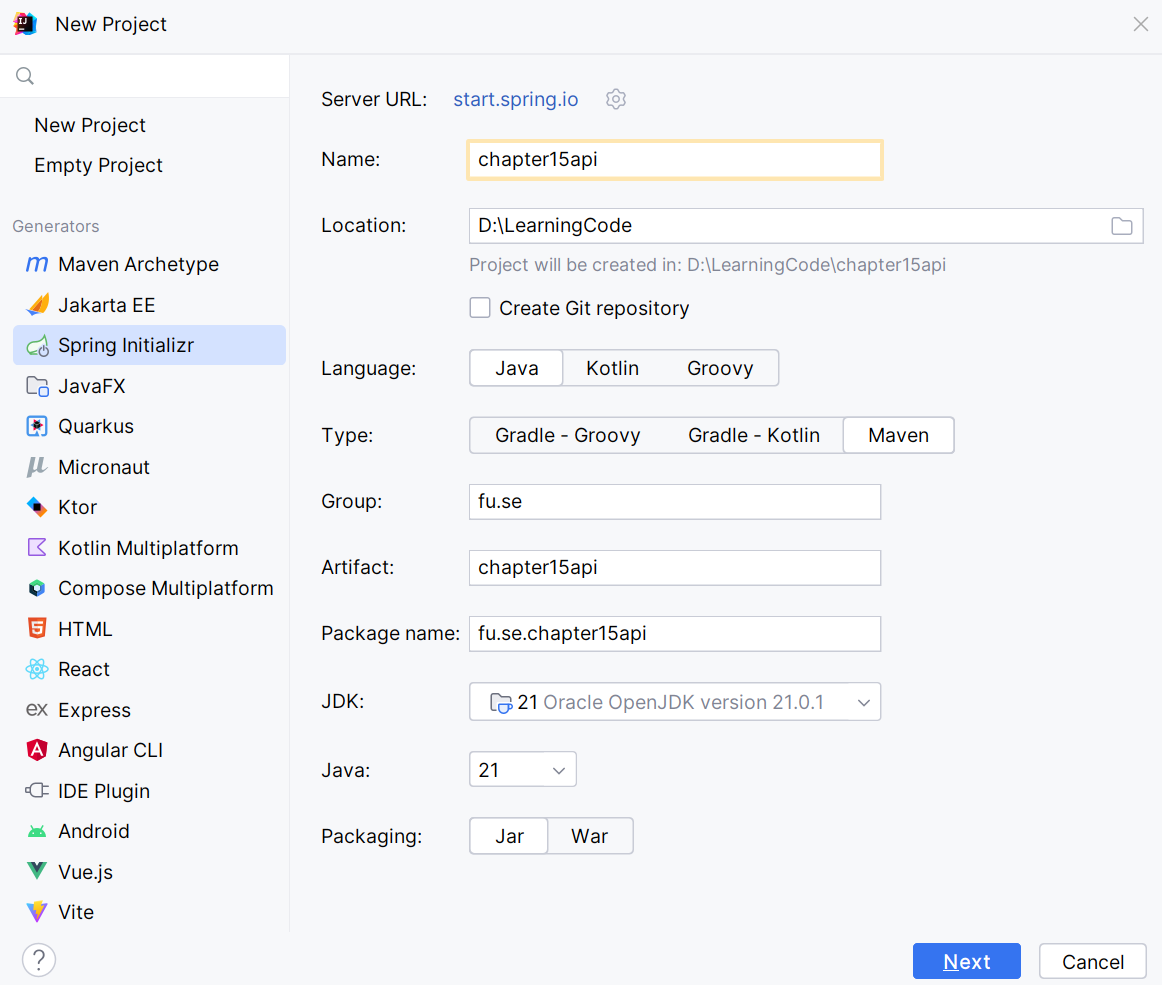 New Project
New Project
Empty Project
Generators
Maven Archetype
Jakarta EE
Spring Initializr
JavaFX
Quarkus
Micronaut
Ktor
Kotlin Multiplatform
Compose Multiplatform
HTML
React
ex Express
Angular CLI
IDE Plugin
Android
Vue.js
Vite
?
Server URL: start.spring.io
Name: chapter15api
Location: D:\LearningCode
Project will be created in: D:\LearningCode\chapter15api
Create Git repository
Language: Java Kotlin Groovy
Type: Gradle - Groovy Gradle - Kotlin Maven
Group: fu.se
Artifact: chapter15api
Package name: fu.se.chapter15api
JDK: 21 Oracle OpenJDK version 21.0.1
Java: 21
Packaging: Jar War
Next Cancel